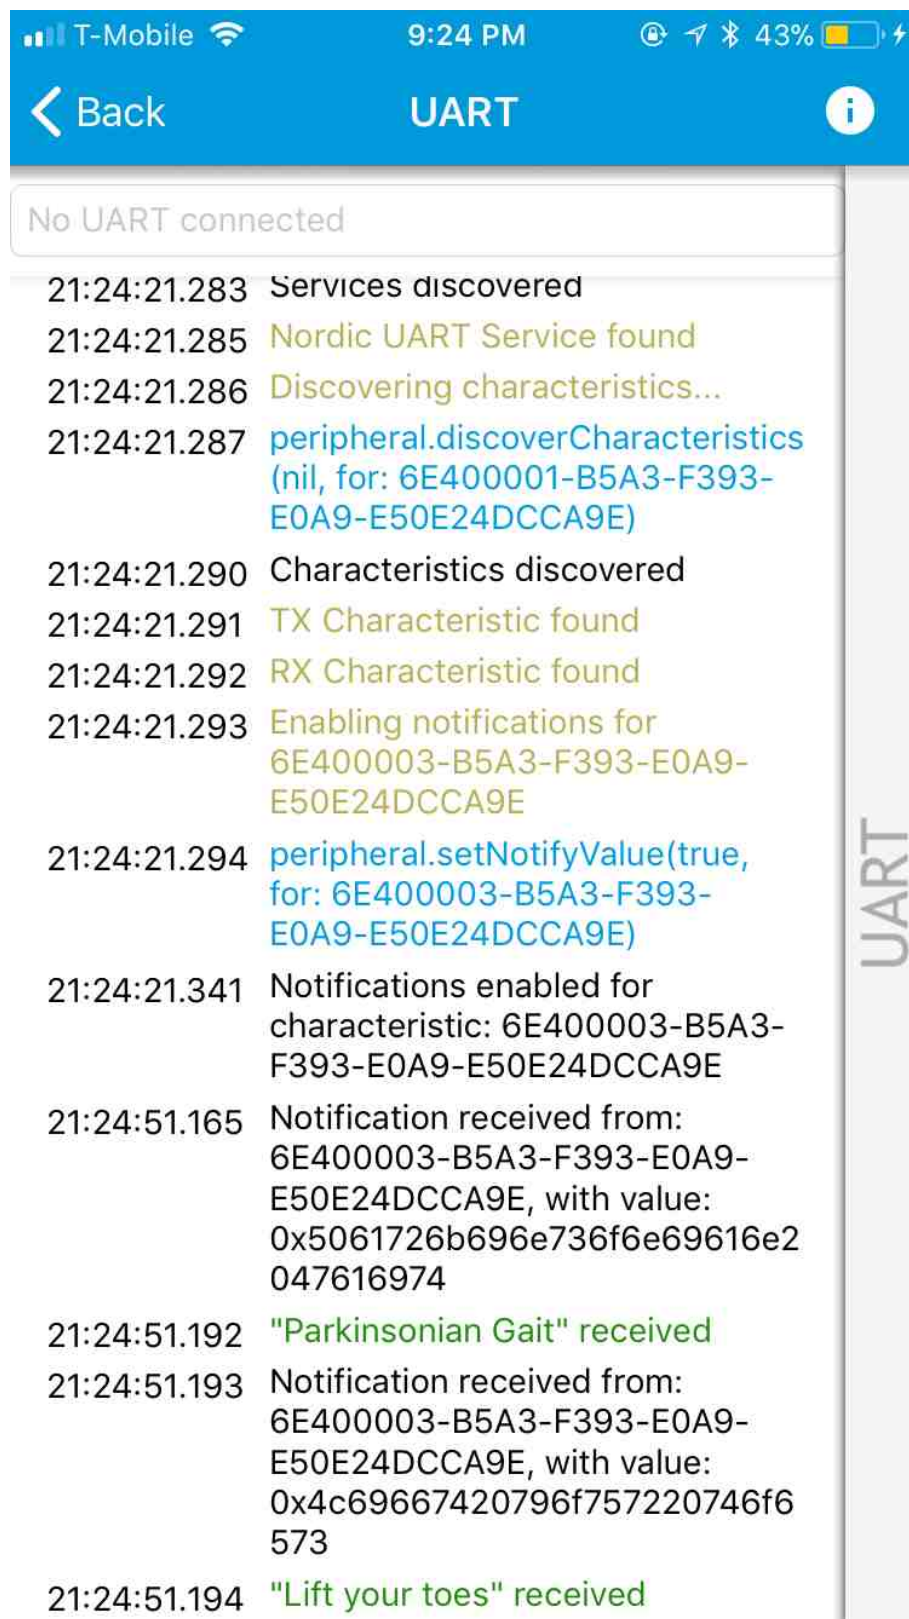 T-Mobile 9:24 PM 43%
Back UART i
No UART connected
21:24:21.283 Services discovered
21:24:21.285 Nordic UART Service found
21:24:21.286 Discovering characteristics...
21:24:21.287 peripheral.discoverCharacteristics
(nil, for: 6E400001-B5A3-F393-
E0A9-E50E24DCCA9E)
21:24:21.290 Characteristics discovered
21:24:21.291 TX Characteristic found
21:24:21.292 RX Characteristic found
21:24:21.293 Enabling notifications for
6E400003-B5A3-F393-E0A9-
E50E24DCCA9E
21:24:21.294 peripheral.setNotifyValue(true,
for: 6E400003-B5A3-F393-
E0A9-E50E24DCCA9E)
21:24:21.341 Notifications enabled for
characteristic: 6E400003-B5A3-
F393-E0A9-E50E24DCCA9E
21:24:51.165 Notification received from:
6E400003-B5A3-F393-E0A9-
E50E24DCCA9E, with value:
0x5061726b696e736f6e69616e2
047616974
21:24:51.192 "Parkinsonian Gait" received
21:24:51.193 Notification received from:
6E400003-B5A3-F393-E0A9-
E50E24DCCA9E, with value:
0x4c69667420796f757220746f6
573
21:24:51.194 "Lift your toes" received
UART